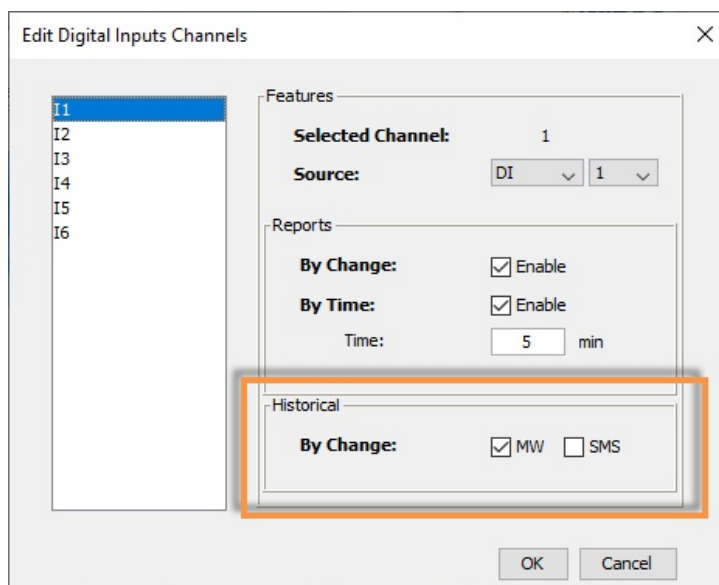 Edit Digital Inputs Channels
I1
I2
I3
I4
I5
I6
Features
Selected Channel: 1
Source: DI 1
Reports
By Change: Enable
By Time: Enable
Time: 5 min
Historical
By Change: MW SMS
OK Cancel